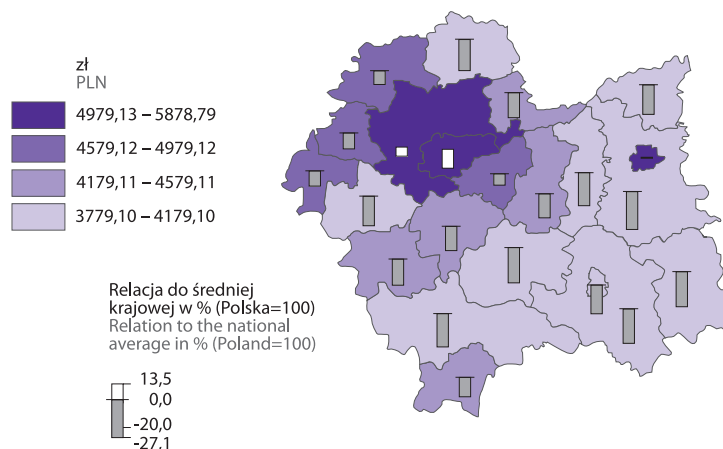 zł
PLN
4979,13 – 5878,79
4579,12 – 4979,12
4179,11 – 4579,11
3779,10 – 4179,10
Relacja do średniej
krajowej w % (Polska=100)
Relation to the national
average in % (Poland=100)
13,5
0,0
-20,0
-27,1